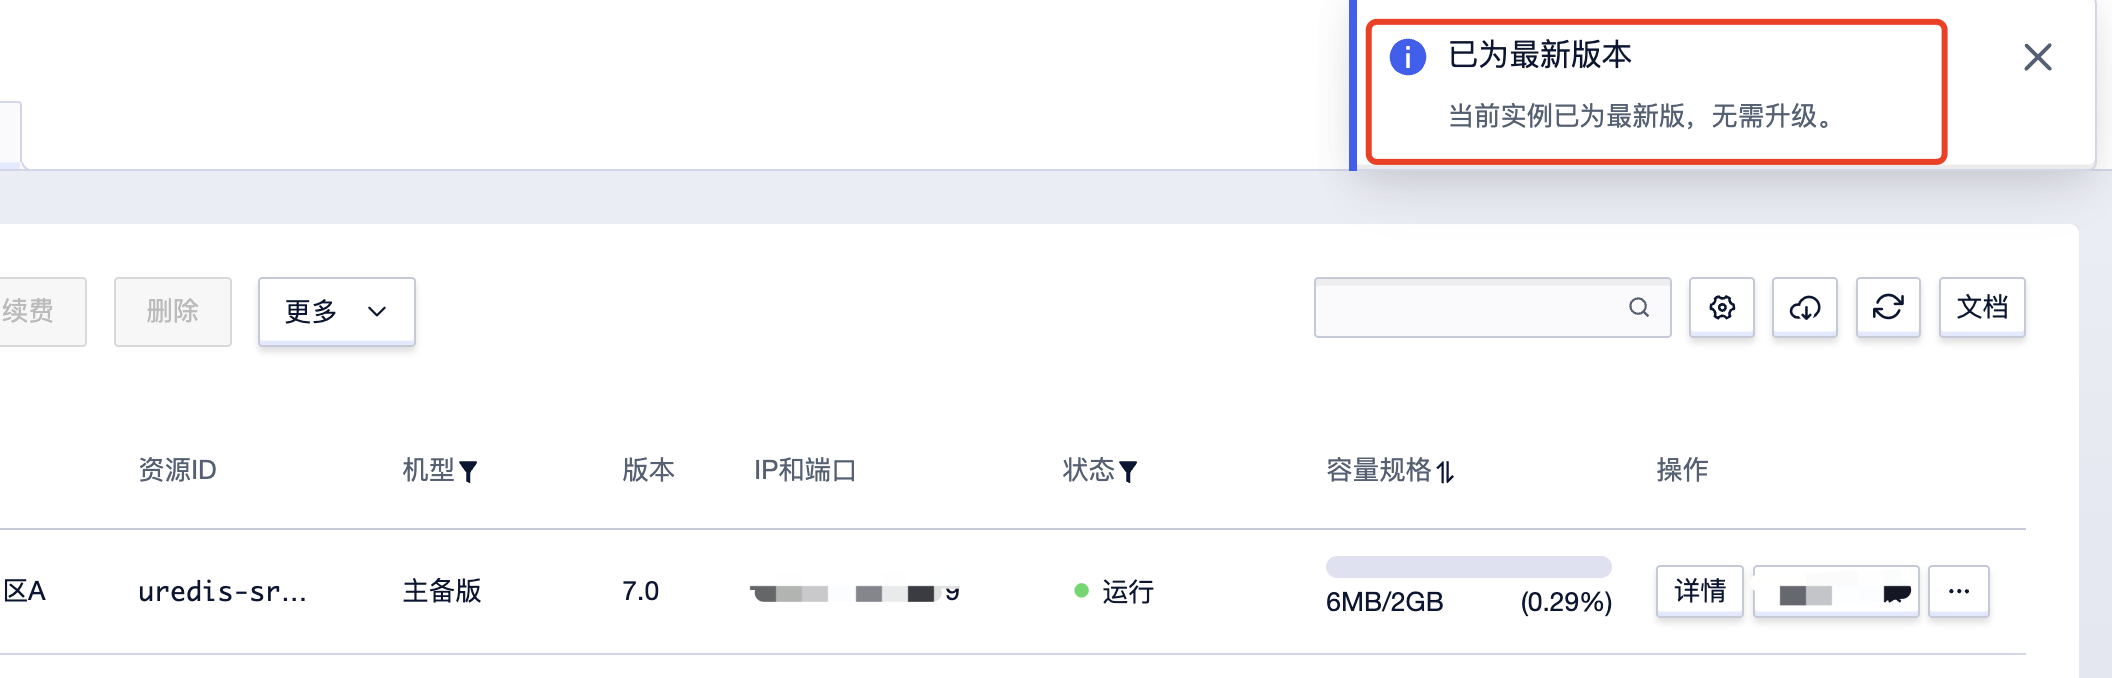 已为最新版本
当前实例已为最新版，无需升级。
续费
删除
更多
文档
资源ID 机型 版本 IP和端口 状态 容量规格 操作
区A uredis-sr... 主备版 7.0 9 运行 6MB/2GB (0.29%) 详情 ...